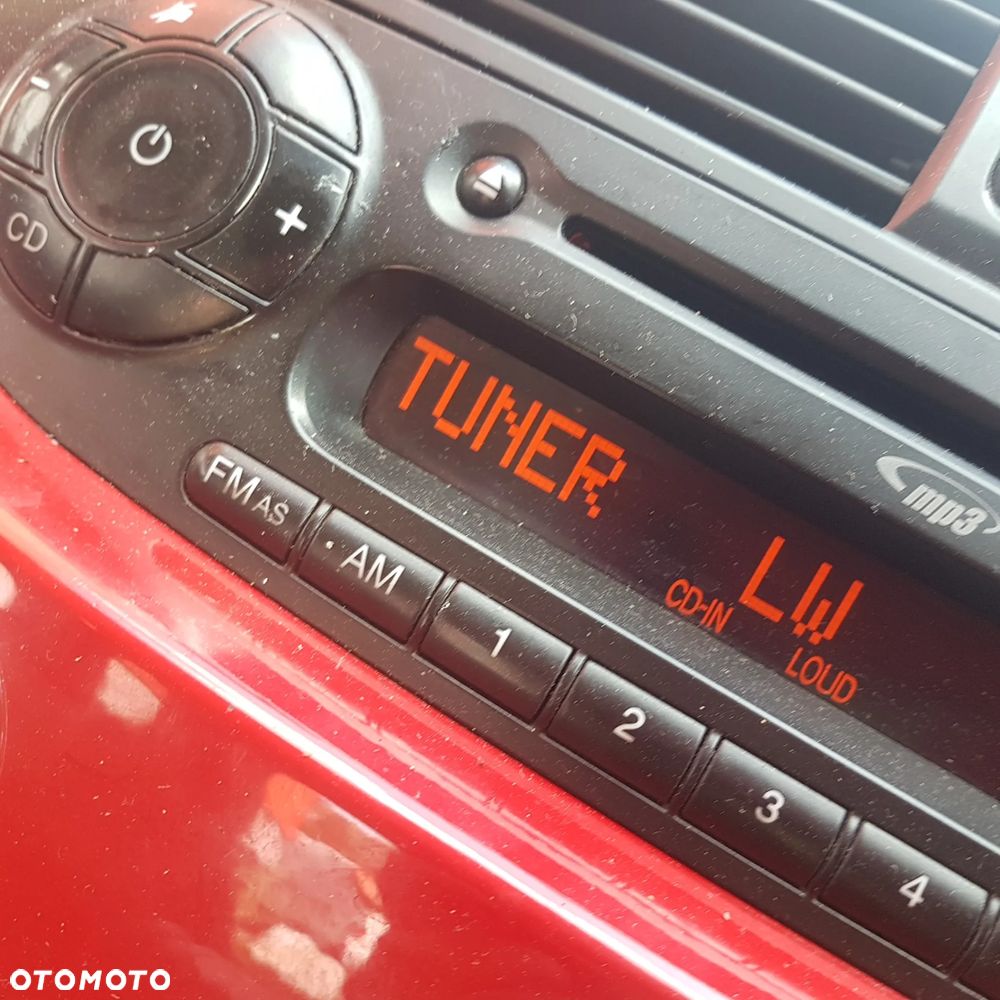 CD
TUNER
mp3
LW
CD-IN
LOUD
FM AS
AM
1
2
3
4
OTOMOTO